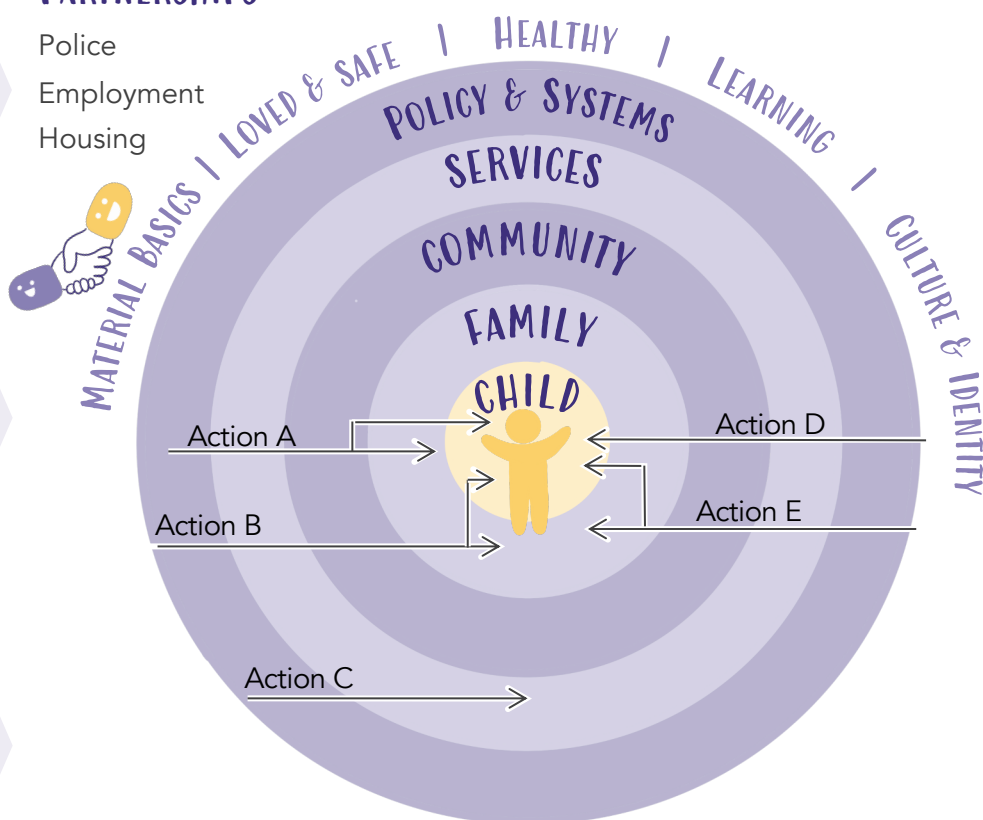 Police
Employment
Housing
MATERIAL BASICS | LOVED & SAFE | HEALTHY | LEARNING | CULTURE & IDENTITY
POLICY & SYSTEMS
SERVICES
COMMUNITY
FAMILY
CHILD
Action A
Action D
Action B
Action E
Action C